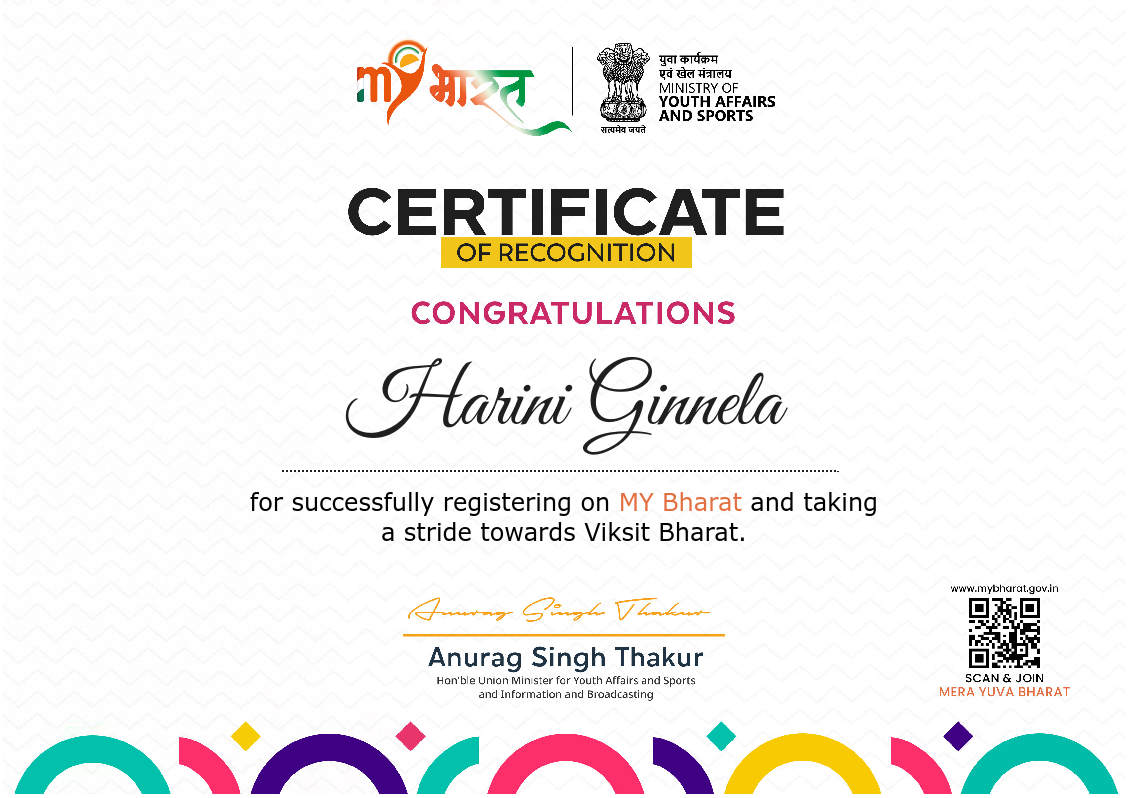 my भारत
युवा कार्यक्रम
एवं खेल मंत्रालय
MINISTRY OF
YOUTH AFFAIRS
AND SPORTS
सत्यमेव जयते
CERTIFICATE
OF RECOGNITION
CONGRATULATIONS
Harini Ginnela
for successfully registering on MY Bharat and taking
a stride towards Viksit Bharat.
Anurag Singh Thakur
Anurag Singh Thakur
Hon'ble Union Minister for Youth Affairs and Sports
and Information and Broadcasting
www.mybharat.gov.in
SCAN & JOIN
MERA YUVA BHARAT